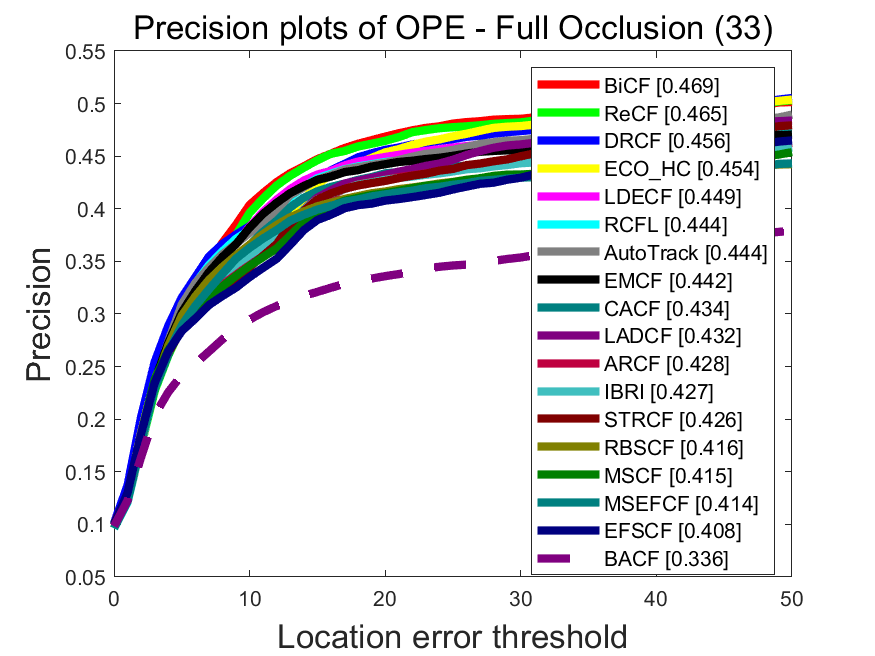 Precision plots of OPE - Full Occlusion (33)
0.55
0.5
0.45
0.4
0.35
0.3
0.25
0.2
0.15
0.1
0.05
Precision
0 10 20 30 40 50
Location error threshold
BiCF [0.469]
ReCF [0.465]
DRCF [0.456]
ECO_HC [0.454]
LDECF [0.449]
RCFL [0.444]
AutoTrack [0.444]
EMCF [0.442]
CACF [0.434]
LADCF [0.432]
ARCF [0.428]
IBRI [0.427]
STRCF [0.426]
RBSCF [0.416]
MSCF [0.415]
MSEFCF [0.414]
EFSCF [0.408]
BACF [0.336]